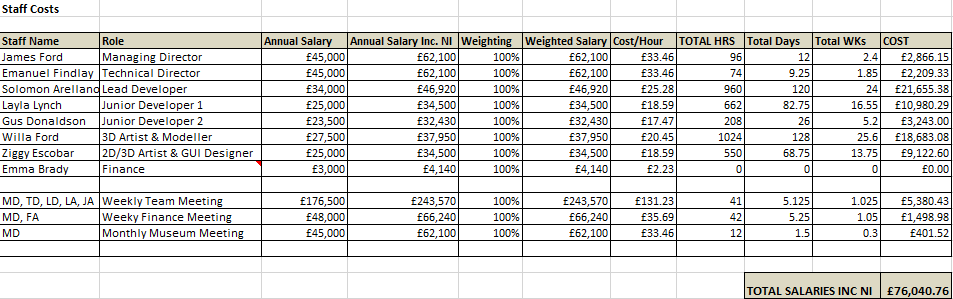 Staff Costs
Staff Name Role Annual Salary Annual Salary Inc. NI Weighting Weighted Salary Cost/Hour TOTAL HRS Total Days Total WKs COST
James Ford Managing Director £45,000 £62,100 100% £62,100 £33.46 96 12 2.4 £2,866.15
Emanuel Findlay Technical Director £45,000 £62,100 100% £62,100 £33.46 74 9.25 1.85 £2,209.33
Solomon Arellano Lead Developer £34,000 £46,920 100% £46,920 £25.28 960 120 24 £21,655.38
Layla Lynch Junior Developer 1 £25,000 £34,500 100% £34,500 £18.59 662 82.75 16.55 £10,980.29
Gus Donaldson Junior Developer 2 £23,500 £32,430 100% £32,430 £17.47 208 26 5.2 £3,243.00
Willa Ford 3D Artist & Modeller £27,500 £37,950 100% £37,950 £20.45 1024 128 25.6 £18,683.08
Ziggy Escobar 2D/3D Artist & GUI Designer £25,000 £34,500 100% £34,500 £18.59 550 68.75 13.75 £9,122.60
Emma Brady Finance £3,000 £4,140 100% £4,140 £2.23 0 0 0 £0.00
MD, TD, LD, LA, JA Weekly Team Meeting £176,500 £243,570 100% £243,570 £131.23 41 5.125 1.025 £5,380.43
MD, FA Weeky Finance Meeting £48,000 £66,240 100% £66,240 £35.69 42 5.25 1.05 £1,498.98
MD Monthly Museum Meeting £45,000 £62,100 100% £62,100 £33.46 12 1.5 0.3 £401.52
TOTAL SALARIES INC NI £76,040.76